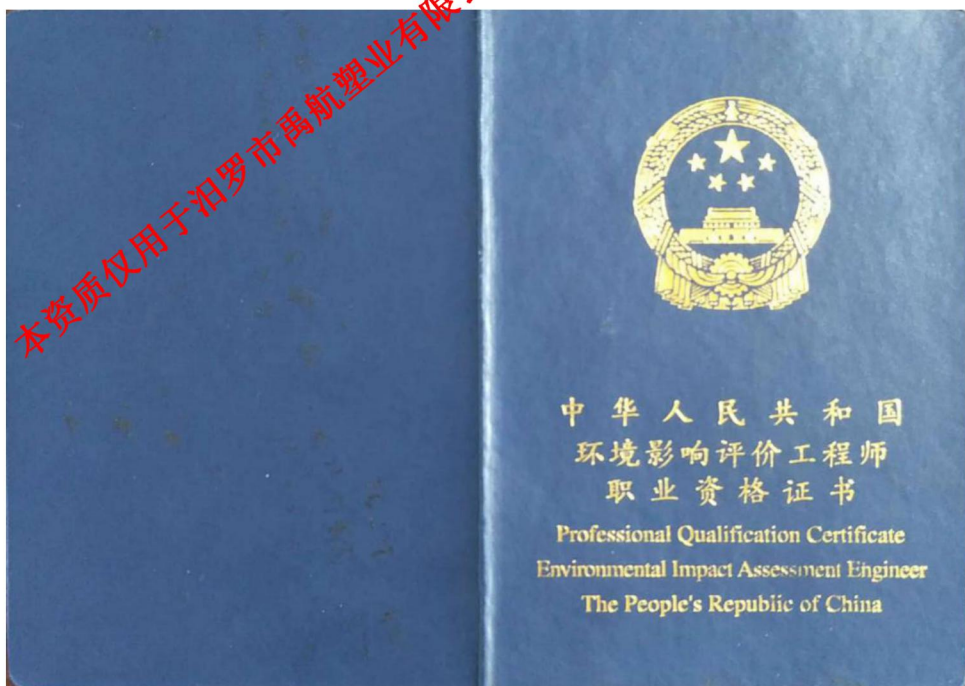 本资质仅用于汨罗市禹航塑业有限
中华人民共和国
环境影响评价工程师
职业资格证书
Professional Qualification Certificate
Environmental Impact Assessment Engineer
The People's Republic of China